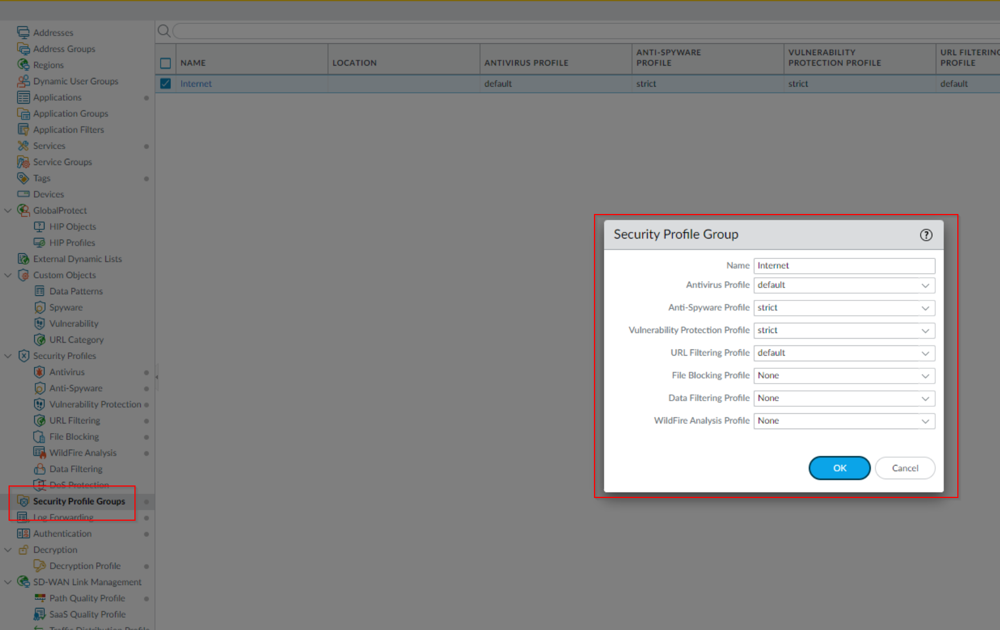 Addresses
Address Groups
Regions
Dynamic User Groups
Applications
Application Groups
Application Filters
Services
Service Groups
Tags
Devices
GlobalProtect
HIP Objects
HIP Profiles
External Dynamic Lists
Custom Objects
Data Patterns
Spyware
Vulnerability
URL Category
Security Profiles
Antivirus
Anti-Spyware
Vulnerability Protection
URL Filtering
File Blocking
WildFire Analysis
Data Filtering
DoS Protection
Security Profile Groups
Log Forwarding
Authentication
Decryption
Decryption Profile
SD-WAN Link Management
Path Quality Profile
SaaS Quality Profile
Traffic Distribution Profile
NAME
LOCATION
ANTIVIRUS PROFILE
ANTI-SPYWARE
PROFILE
VULNERABILITY
PROTECTION PROFILE
URL FILTERING
PROFILE
Internet default strict strict default
Security Profile Group
Name Internet
Antivirus Profile default
Anti-Spyware Profile strict
Vulnerability Protection Profile strict
URL Filtering Profile default
File Blocking Profile None
Data Filtering Profile None
WildFire Analysis Profile None
OK Cancel